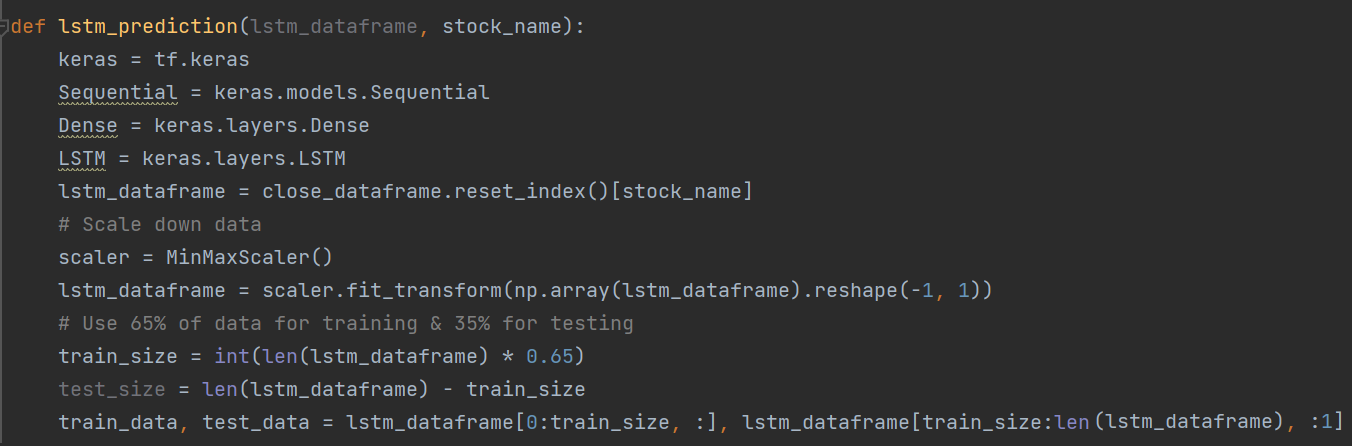 def lstm_prediction(lstm_dataframe, stock_name):
    keras = tf.keras
    Sequential = keras.models.Sequential
    Dense = keras.layers.Dense
    LSTM = keras.layers.LSTM
    lstm_dataframe = close_dataframe.reset_index()[stock_name]
    # Scale down data
    scaler = MinMaxScaler()
    lstm_dataframe = scaler.fit_transform(np.array(lstm_dataframe).reshape(-1, 1))
    # Use 65% of data for training & 35% for testing
    train_size = int(len(lstm_dataframe) * 0.65)
    test_size = len(lstm_dataframe) - train_size
    train_data, test_data = lstm_dataframe[0:train_size, :], lstm_dataframe[train_size:len(lstm_dataframe), :1]